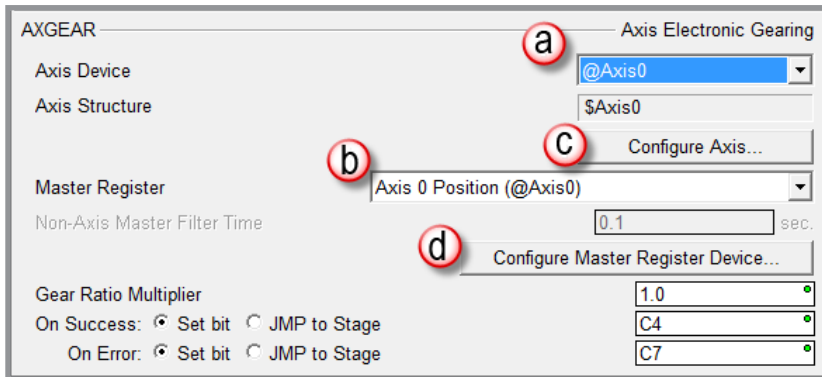 AXGEAR Axis Electronic Gearing
a
Axis Device @Axis0
Axis Structure $Axis0
c Configure Axis...
b
Master Register Axis 0 Position (@Axis0)
Non-Axis Master Filter Time 0.1 sec.
d Configure Master Register Device...
Gear Ratio Multiplier 1.0
On Success: Set bit JMP to Stage C4
On Error: Set bit JMP to Stage C7